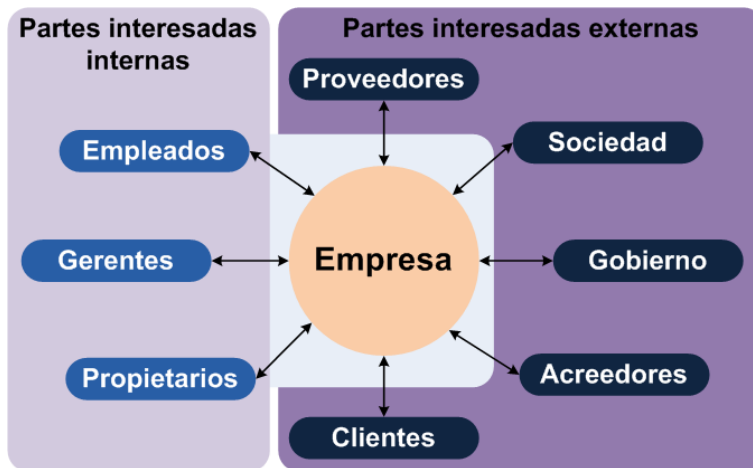 Partes interesadas
internas
Partes interesadas externas
Proveedores
Empleados
Sociedad
Gerentes
Empresa
Gobierno
Propietarios
Acreedores
Clientes